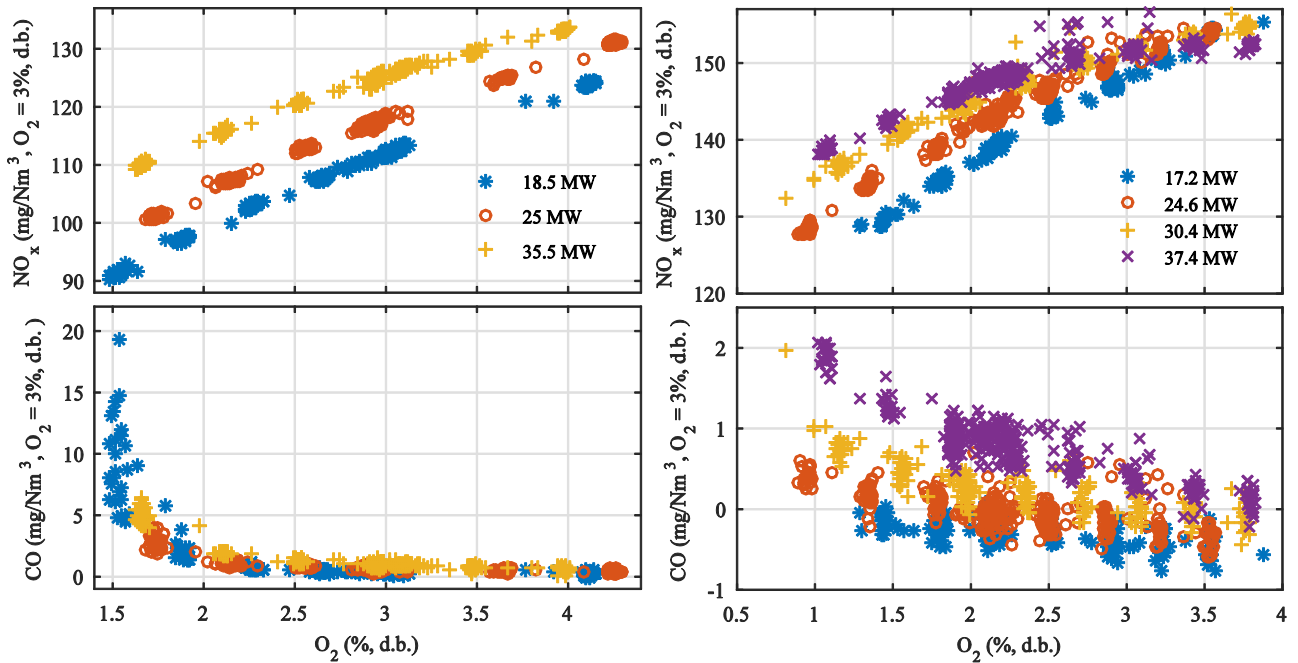 130
120
110
100
90
NOₓ (mg/Nm³, O₂ = 3%, d.b.)
18.5 MW
25 MW
35.5 MW
20
15
10
5
0
CO (mg/Nm³, O₂ = 3%, d.b.)
1.5 2 2.5 3 3.5 4
O₂ (%, d.b.)
150
140
130
120
NOₓ (mg/Nm³, O₂ = 3%, d.b.)
17.2 MW
24.6 MW
30.4 MW
37.4 MW
2
1
0
-1
CO (mg/Nm³, O₂ = 3%, d.b. )
0.5 1 1.5 2 2.5 3 3.5 4
O₂ (%, d.b.)